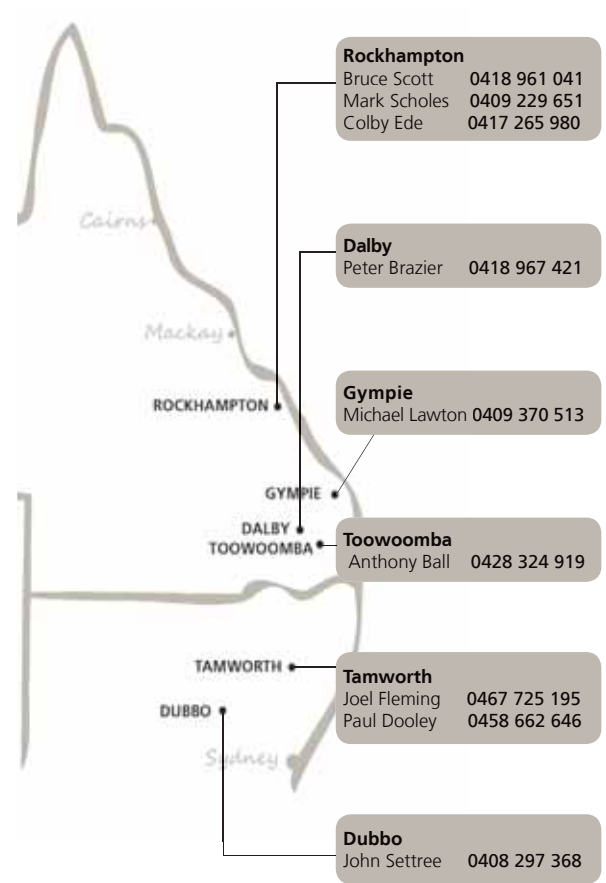 Rockhampton
Bruce Scott 0418 961 041
Mark Scholes 0409 229 651
Colby Ede 0417 265 980
Cairns
Dalby
Peter Brazier 0418 967 421
Mackay
Gympie
Michael Lawton 0409 370 513
ROCKHAMPTON
GYMPIE
DALBY
TOOWOOMBA
Toowoomba
Anthony Ball 0428 324 919
TAMWORTH
Tamworth
Joel Fleming 0467 725 195
Paul Dooley 0458 662 646
DUBBO
Sydney
Dubbo
John Settree 0408 297 368